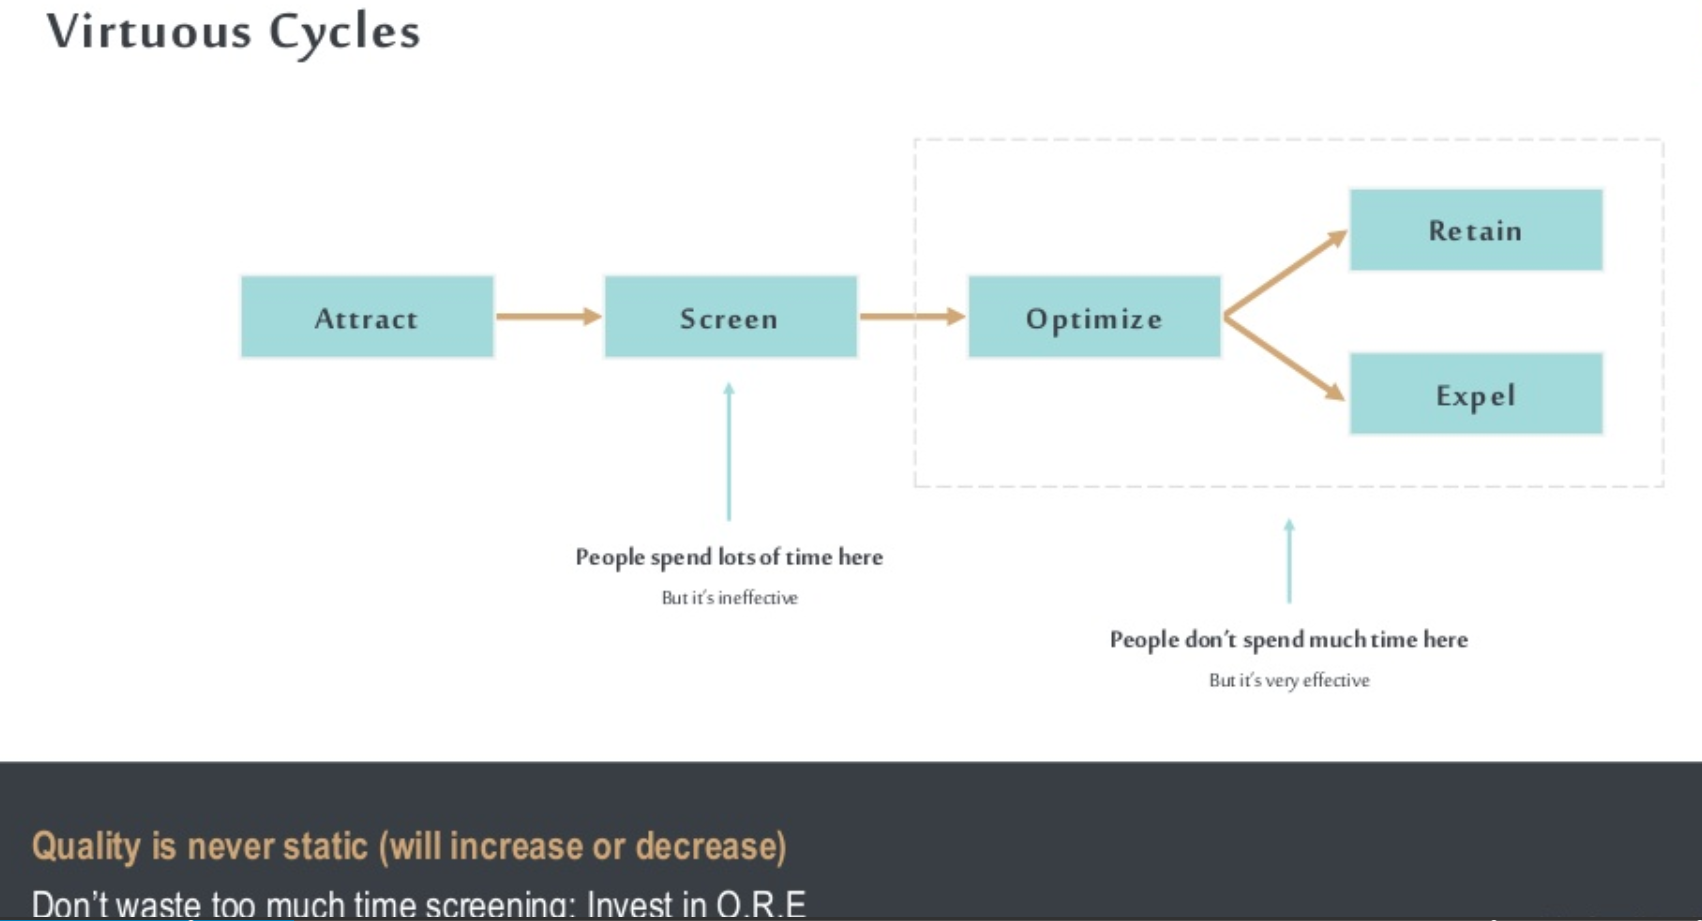 Virtuous Cycles
Retain
Attract
Screen
Optimize
Expel
People spend lots of time here
But it's ineffective
People don't spend much time here
But it's very effective
Quality is never static (will increase or decrease)
Don't waste too much time screening: Invest in O.R.E